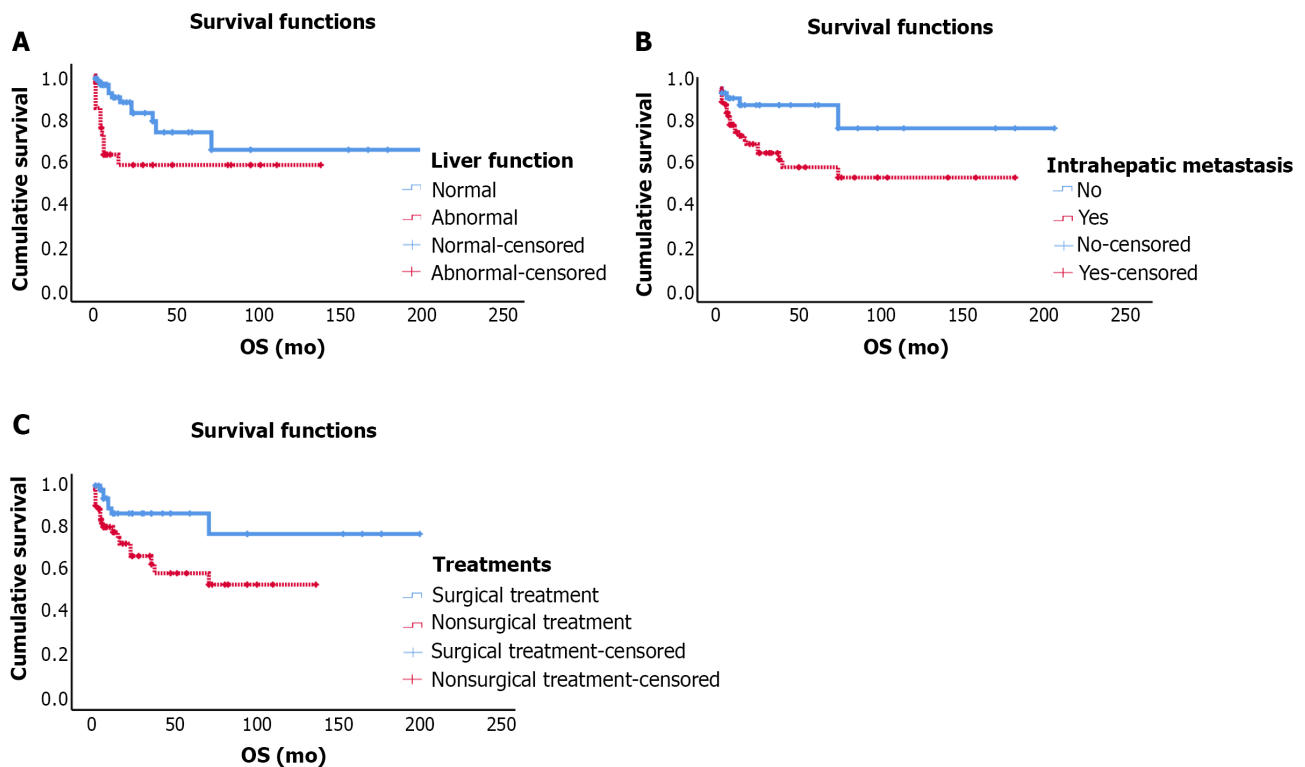 A
Survival functions
Cumulative survival
1.0
0.8
0.6
0.4
0.2
0.0
0 50 100 150 200 250
OS (mo)
Liver function
Normal
Abnormal
Normal-censored
Abnormal-censored
B
Survival functions
Cumulative survival
1.0
0.8
0.6
0.4
0.2
0.0
0 50 100 150 200 250
OS (mo)
Intrahepatic metastasis
No
Yes
No-censored
Yes-censored
C
Survival functions
Cumulative survival
1.0
0.8
0.6
0.4
0.2
0.0
0 50 100 150 200 250
OS (mo)
Treatments
Surgical treatment
Nonsurgical treatment
Surgical treatment-censored
Nonsurgical treatment-censored